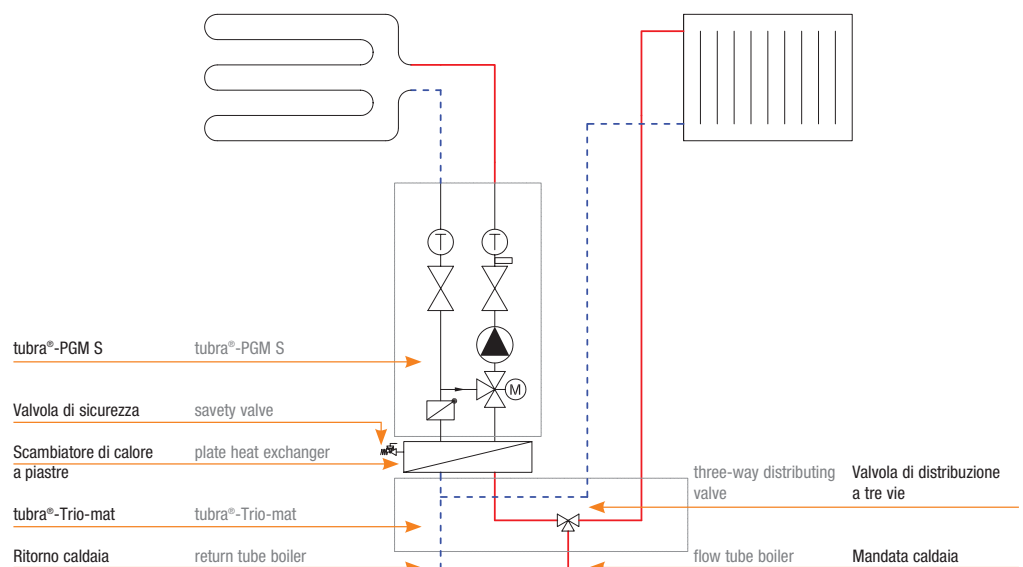 T T
M
tubra®-PGM S tubra®-PGM S
Valvola di sicurezza savety valve
Scambiatore di calore plate heat exchanger
a piastre
three-way distributing Valvola di distribuzione
valve a tre vie
tubra®-Trio-mat tubra®-Trio-mat
Ritorno caldaia return tube boiler flow tube boiler Mandata caldaia